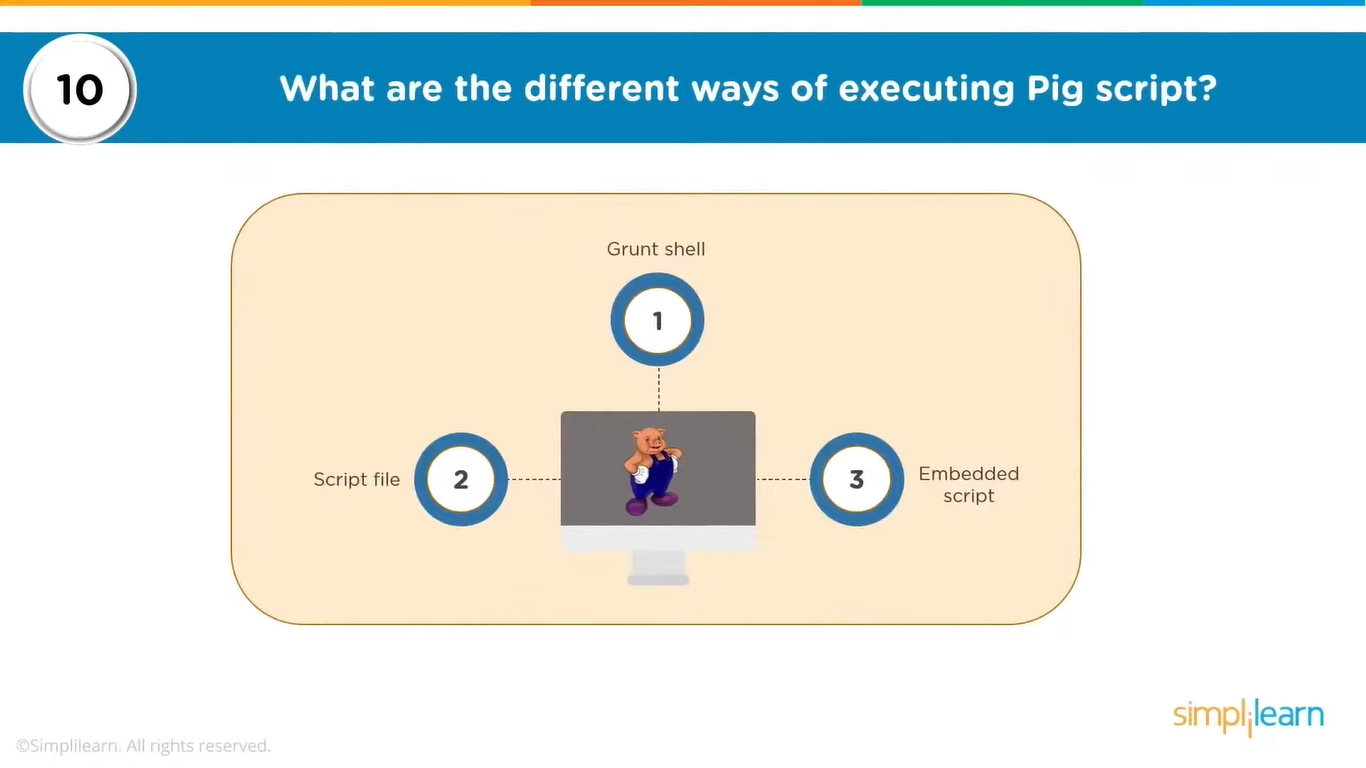 10
What are the different ways of executing Pig script?
Grunt shell
1
Script file
2
3
Embedded
script
simplilearn
©Simplilearn. All rights reserved.